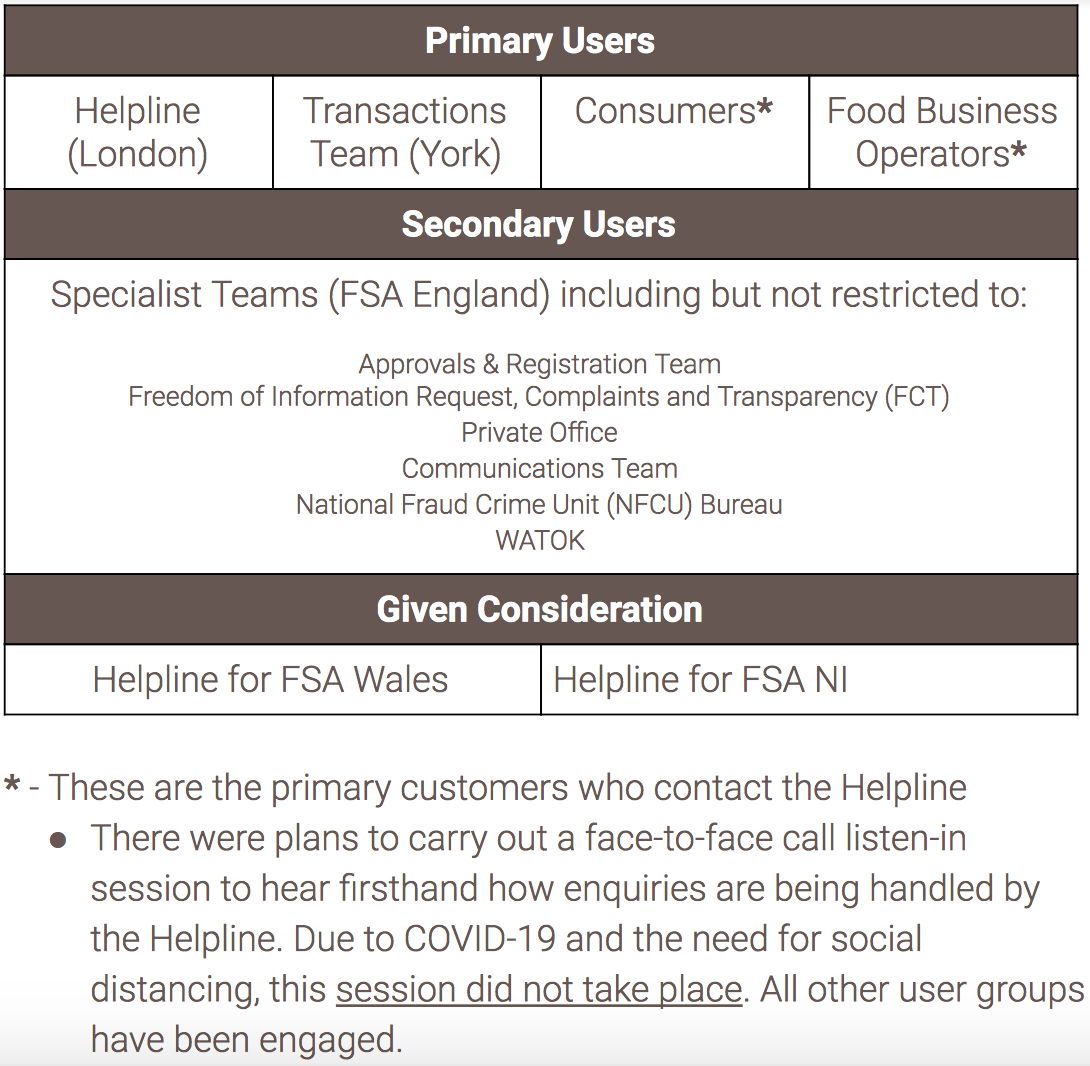 Primary Users
Helpline
(London)
Transactions
Team (York)
Consumers*
Food Business
Operators*
Secondary Users
Specialist Teams (FSA England) including but not restricted to:
Approvals & Registration Team
Freedom of Information Request, Complaints and Transparency (FCT)
Private Office
Communications Team
National Fraud Crime Unit (NFCU) Bureau
WATOK
Given Consideration
Helpline for FSA Wales
Helpline for FSA NI
* - These are the primary customers who contact the Helpline
● There were plans to carry out a face-to-face call listen-in
session to hear firsthand how enquiries are being handled by
the Helpline. Due to COVID-19 and the need for social
distancing, this session did not take place. All other user groups
have been engaged.